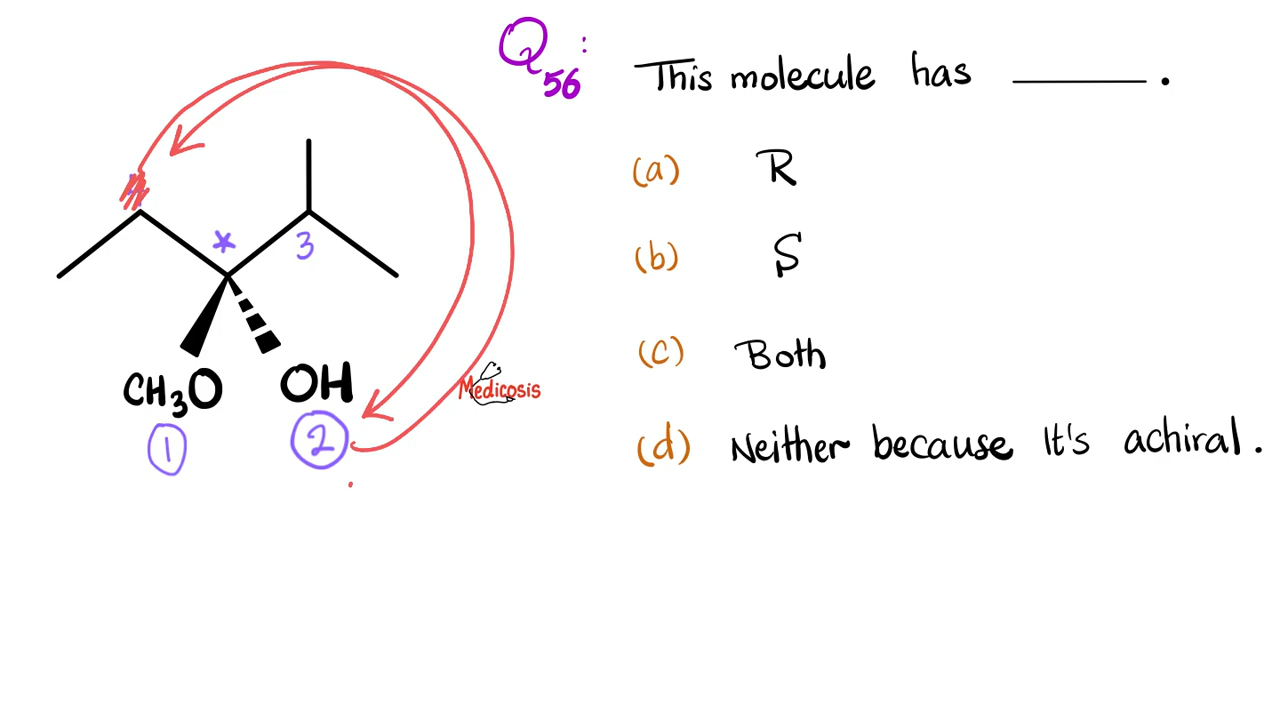 Q56:
This molecule has ______.
(a) R
(b) S
(c) Both
(d) Neither because It's achiral.
*
3
CH3O OH
1 2
Medicosis